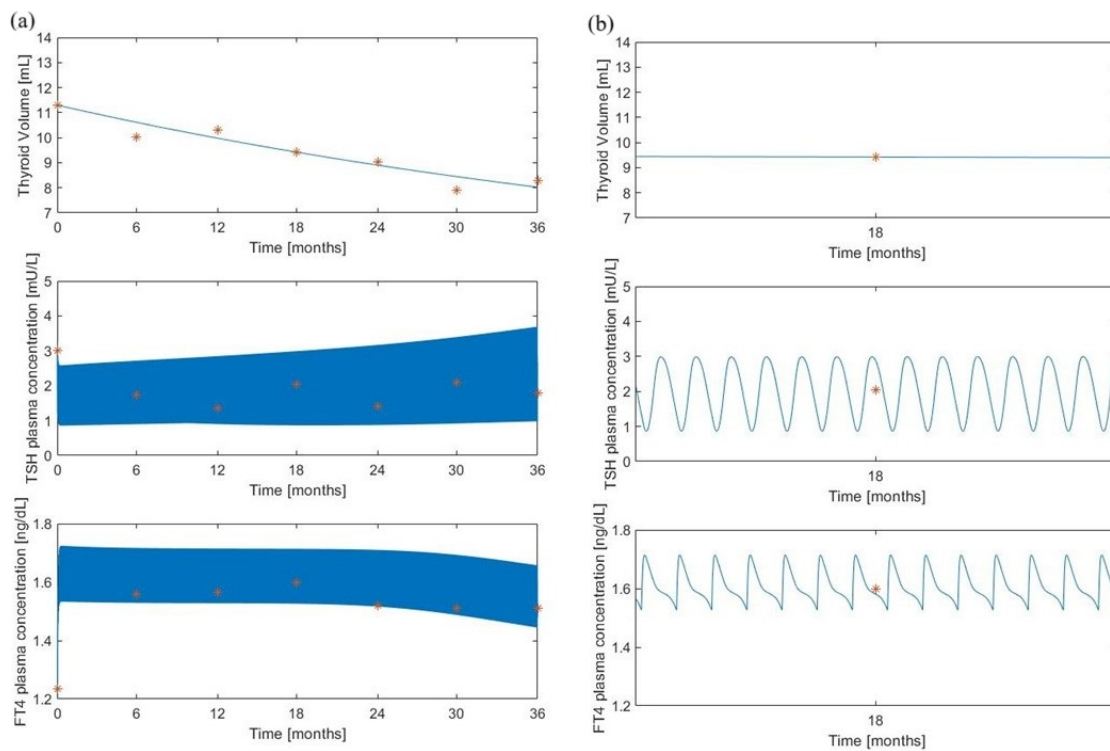 (a)
14
13
12
11
10
9
8
7
Thyroid Volume [mL]
0 6 12 18 24 30 36
Time [months]
5
4
3
2
1
0
TSH plasma concentration [mU/L]
0 6 12 18 24 30 36
Time [months]
1.8
1.6
1.4
1.2
FT4 plasma concentration [ng/dL]
0 6 12 18 24 30 36
Time [months]
(b)
14
13
12
11
10
9
8
7
Thyroid Volume [mL]
18
Time [months]
5
4
3
2
1
0
TSH plasma concentration [mU/L]
18
Time [months]
1.8
1.6
1.4
1.2
FT4 plasma concentration [ng/dL]
18
Time [months]